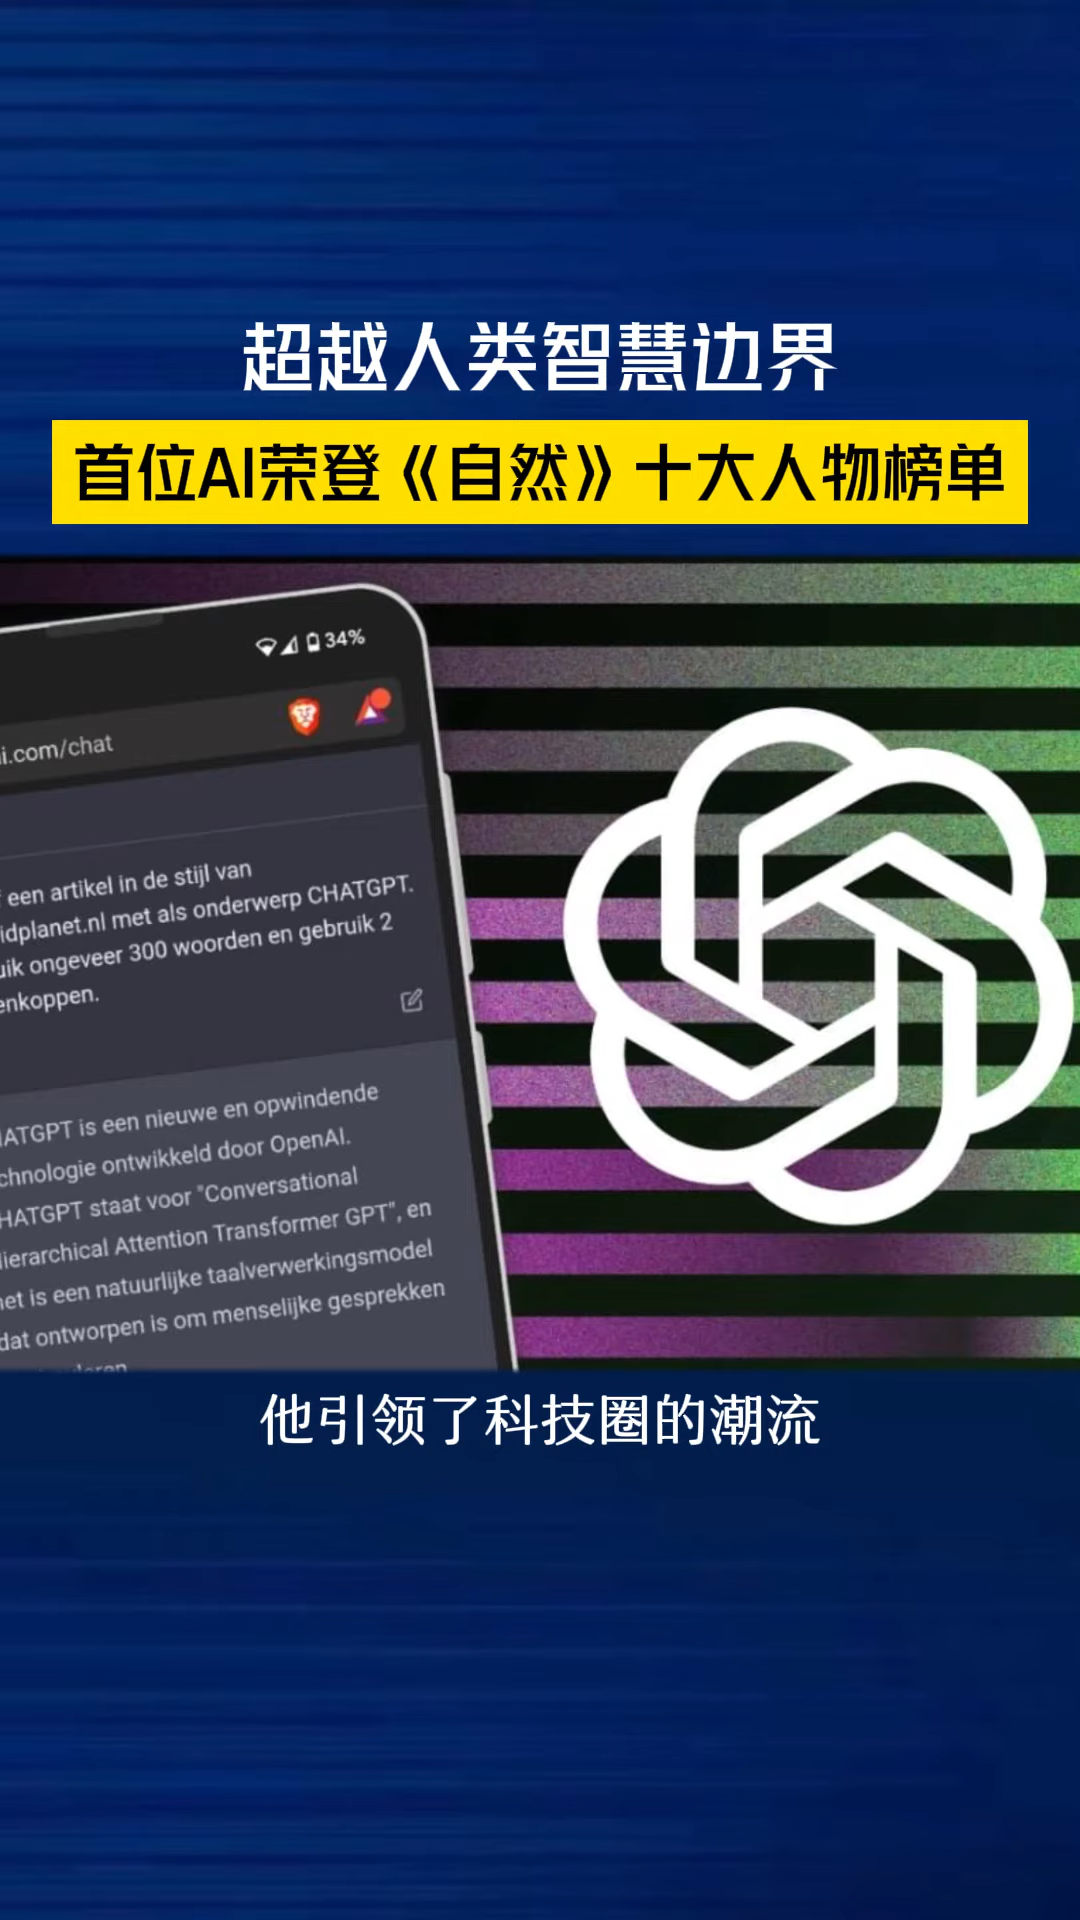 超越人类智慧边界
首位AI荣登《自然》十大人物榜单
34%
i.com/chat
een artikel in de stijl van
idplanet.nl met als onderwerp CHATGPT.
uik ongeveer 300 woorden en gebruik 2
enkoppen.
HATGPT is een nieuwe en opwindende
chnologie ontwikkeld door OpenAI.
HATGPT staat voor "Conversational
Hierarchical Attention Transformer GPT", en
het is een natuurlijke taalverwerkingsmodel
dat ontworpen is om menselijke gesprekken
他引领了科技圈的潮流